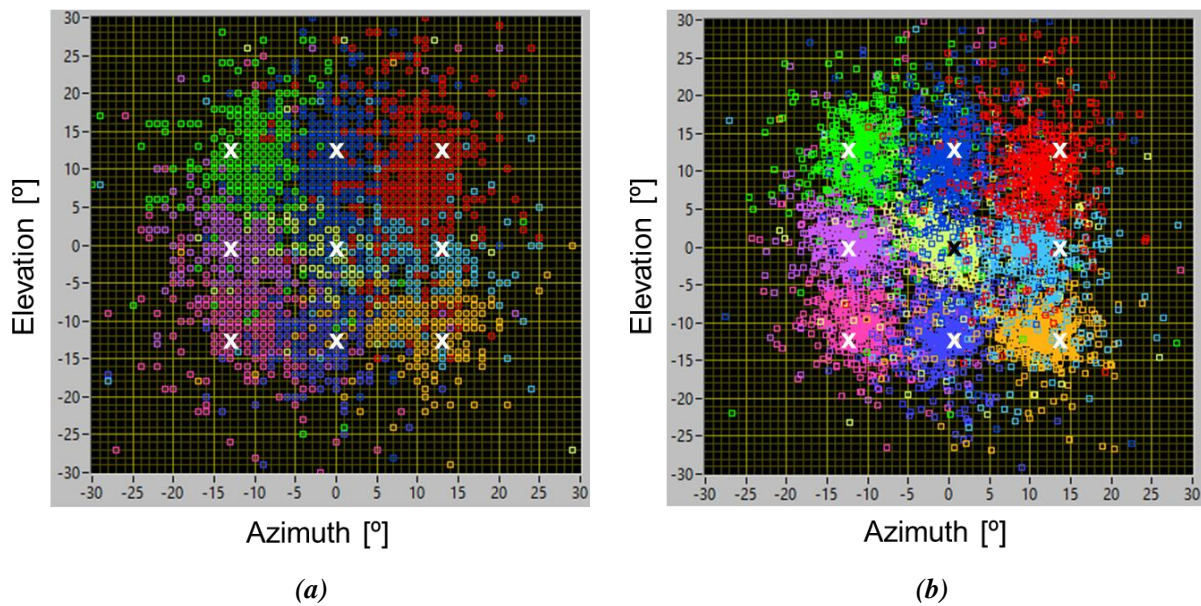 30 30
25 25
20 20
15 15
10 10
5 5
Elevation [º] 0 Elevation [º] 0
-5 -5
-10 -10
-15 -15
-20 -20
-25 -25
-30 -30
-30 -25 -20 -15 -10 -5 0 5 10 15 20 25 30 -30 -25 -20 -15 -10 -5 0 5 10 15 20 25 30
Azimuth [º] Azimuth [º]
(a) (b)
X X X X X X
X X X X X X
X X X X X X